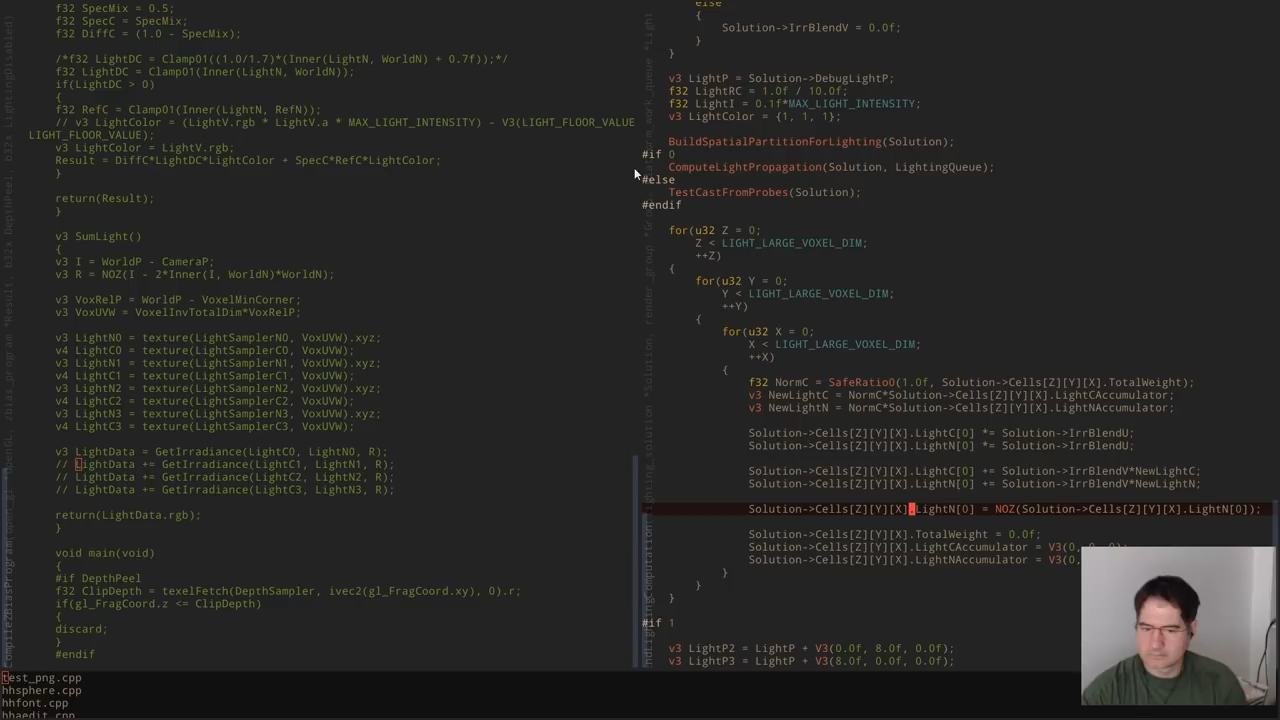 f32 SpecMix = 0.5;
f32 SpecC = SpecMix;
f32 DiffC = (1.0 - SpecMix);
/*f32 LightDC = Clamp01((1.0/1.7)*(Inner(LightN, WorldN) + 0.7f));*/
f32 LightDC = Clamp01(Inner(LightN, WorldN));
if(LightDC > 0)
{
f32 RefC = Clamp01(Inner(LightN, RefN));
// v3 LightColor = (LightV.rgb * LightV.a * MAX_LIGHT_INTENSITY) - V3(LIGHT_FLOOR_VALUE
LIGHT_FLOOR_VALUE);
v3 LightColor = LightV.rgb;
Result = DiffC*LightDC*LightColor + SpecC*RefC*LightColor;
}
return(Result);
}
v3 SumLight()
{
v3 I = WorldP - CameraP;
v3 R = NOZ(I - 2*Inner(I, WorldN)*WorldN);
v3 VoxRelP = WorldP - VoxelMinCorner;
v3 VoxUVW = VoxelInvTotalDim*VoxRelP;
v3 LightN0 = texture(LightSamplerN0, VoxUVW).xyz;
v4 LightC0 = texture(LightSamplerC0, VoxUVW);
v3 LightN1 = texture(LightSamplerN1, VoxUVW).xyz;
v4 LightC1 = texture(LightSamplerC1, VoxUVW);
v3 LightN2 = texture(LightSamplerN2, VoxUVW).xyz;
v4 LightC2 = texture(LightSamplerC2, VoxUVW);
v3 LightN3 = texture(LightSamplerN3, VoxUVW).xyz;
v4 LightC3 = texture(LightSamplerC3, VoxUVW);
v3 LightData = GetIrradiance(LightC0, LightN0, R);
// LightData += GetIrradiance(LightC1, LightN1, R);
// LightData += GetIrradiance(LightC2, LightN2, R);
// LightData += GetIrradiance(LightC3, LightN3, R);
return(LightData.rgb);
}
void main(void)
{
#if DepthPeel
f32 ClipDepth = texelFetch(DepthSampler, ivec2(gl_FragCoord.xy), 0).r;
if(gl_FragCoord.z <= ClipDepth)
{
discard;
}
#endif
else
{
Solution->IrrBlendV = 0.0f;
}
}
v3 LightP = Solution->DebugLightP;
f32 LightRC = 1.0f / 10.0f;
f32 LightI = 0.1f*MAX_LIGHT_INTENSITY;
v3 LightColor = {1, 1, 1};
BuildSpatialPartitionForLighting(Solution);
#if 0
ComputeLightPropagation(Solution, LightingQueue);
#else
TestCastFromProbes(Solution);
#endif
for(u32 Z = 0;
Z < LIGHT_LARGE_VOXEL_DIM;
++Z)
{
for(u32 Y = 0;
Y < LIGHT_LARGE_VOXEL_DIM;
++Y)
{
for(u32 X = 0;
X < LIGHT_LARGE_VOXEL_DIM;
++X)
{
f32 NormC = SafeRatio0(1.0f, Solution->Cells[Z][Y][X].TotalWeight);
v3 NewLightC = NormC*Solution->Cells[Z][Y][X].LightCAccumulator;
v3 NewLightN = NormC*Solution->Cells[Z][Y][X].LightNAccumulator;
Solution->Cells[Z][Y][X].LightC[0] *= Solution->IrrBlendU;
Solution->Cells[Z][Y][X].LightN[0] *= Solution->IrrBlendU;
Solution->Cells[Z][Y][X].LightC[0] += Solution->IrrBlendV*NewLightC;
Solution->Cells[Z][Y][X].LightN[0] += Solution->IrrBlendV*NewLightN;
Solution->Cells[Z][Y][X].LightN[0] = NOZ(Solution->Cells[Z][Y][X].LightN[0]);
Solution->Cells[Z][Y][X].TotalWeight = 0.0f;
Solution->Cells[Z][Y][X].LightCAccumulator = V3(0, 0, 0);
Solution->Cells[Z][Y][X].LightNAccumulator = V3(0,
}
}
}
#if 1
v3 LightP2 = LightP + V3(0.0f, 8.0f, 0.0f);
v3 LightP3 = LightP + V3(8.0f, 0.0f, 0.0f);
test_png.cpp
hhsphere.cpp
hhfont.cpp
hhaedit.cpp